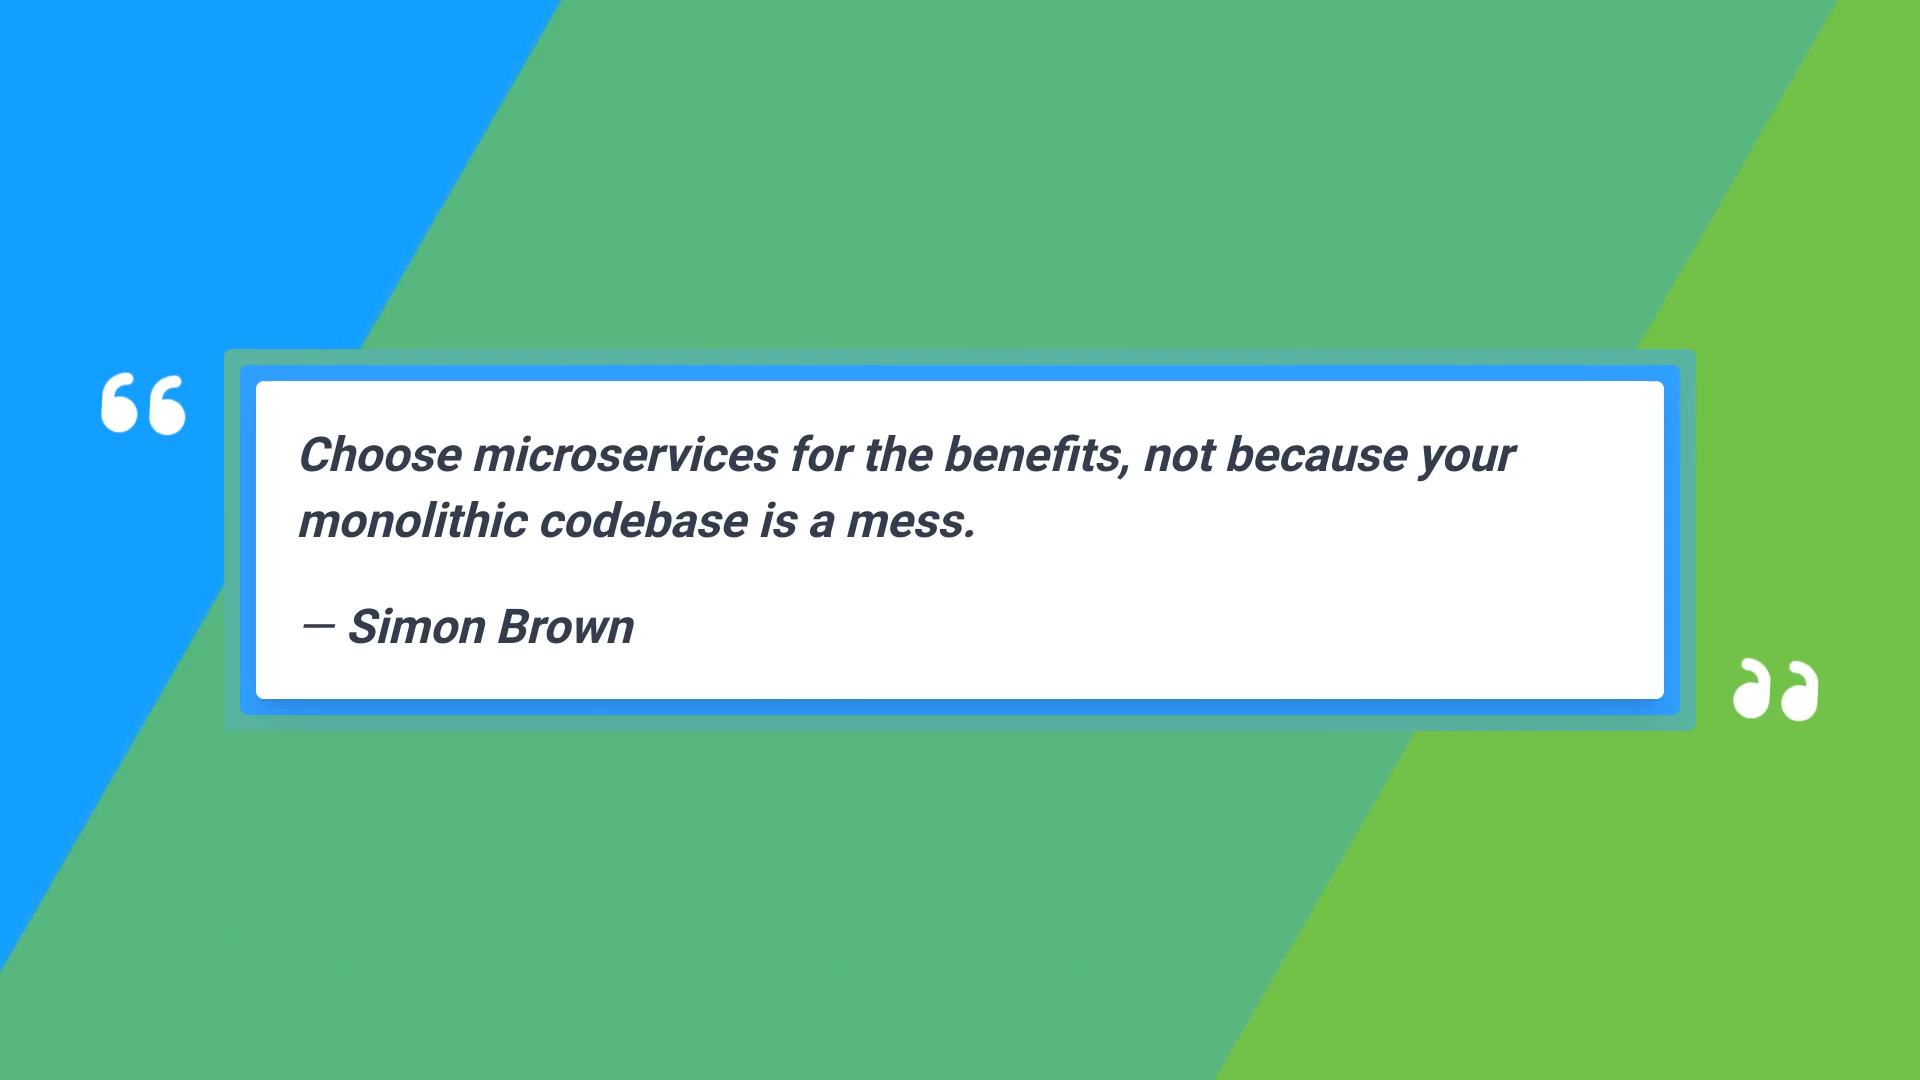 “
Choose microservices for the benefits, not because your
monolithic codebase is a mess.
— Simon Brown
”